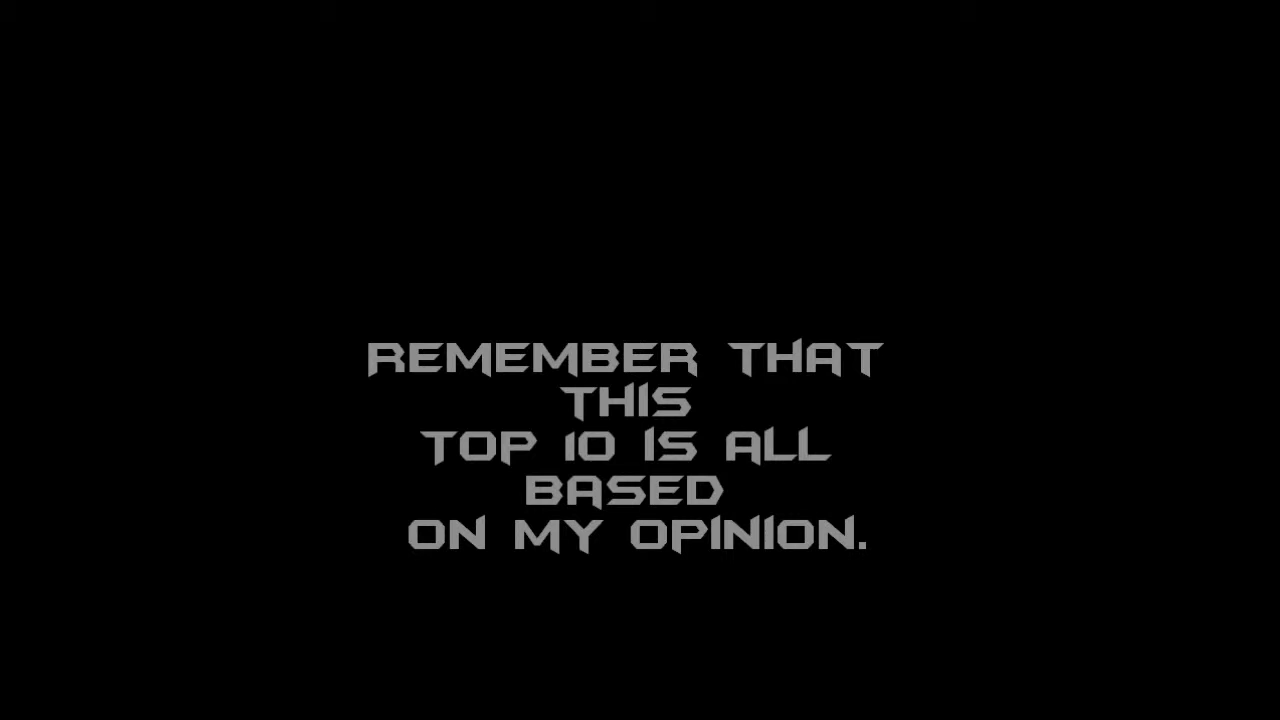 REMEMBER THAT
THIS
TOP 10 IS ALL
BASED
ON MY OPINION.